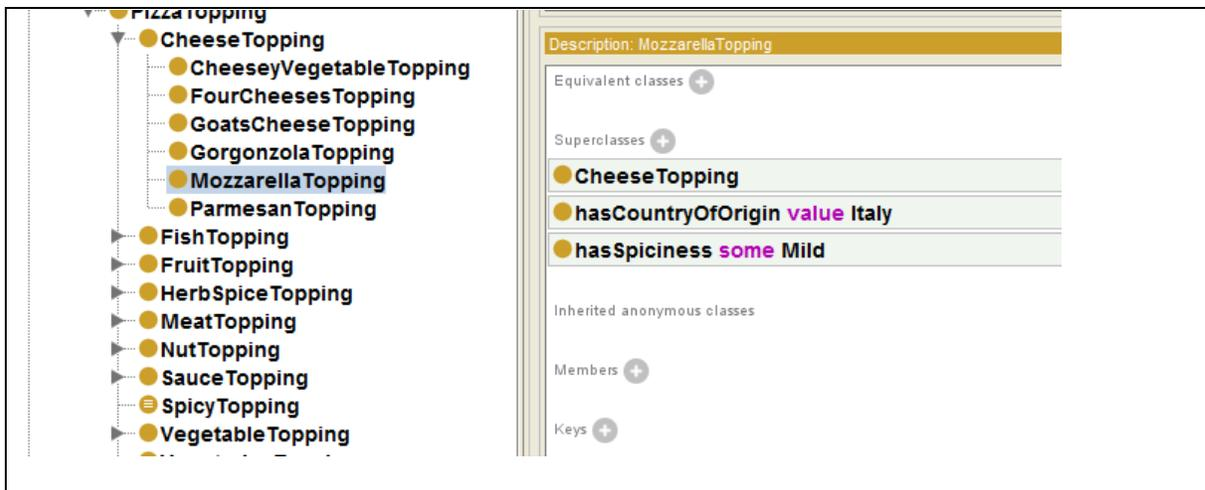 PizzaTopping
CheeseTopping
CheeseyVegetableTopping
FourCheesesTopping
GoatsCheeseTopping
GorgonzolaTopping
MozzarellaTopping
ParmesanTopping
FishTopping
FruitTopping
HerbSpiceTopping
MeatTopping
NutTopping
SauceTopping
SpicyTopping
VegetableTopping
Description: MozzarellaTopping
Equivalent classes
Superclasses
CheeseTopping
hasCountryOfOrigin value Italy
hasSpiciness some Mild
Inherited anonymous classes
Members
Keys